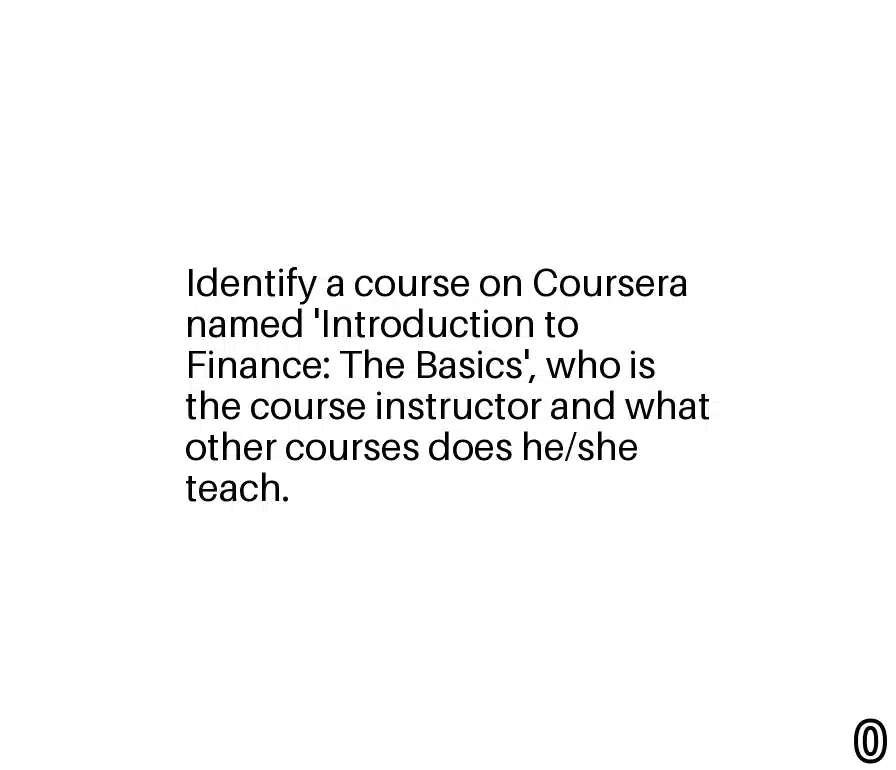 Identify a course on Coursera
named 'Introduction to
Finance: The Basics', who is
the course instructor and what
other courses does he/she
teach.
0